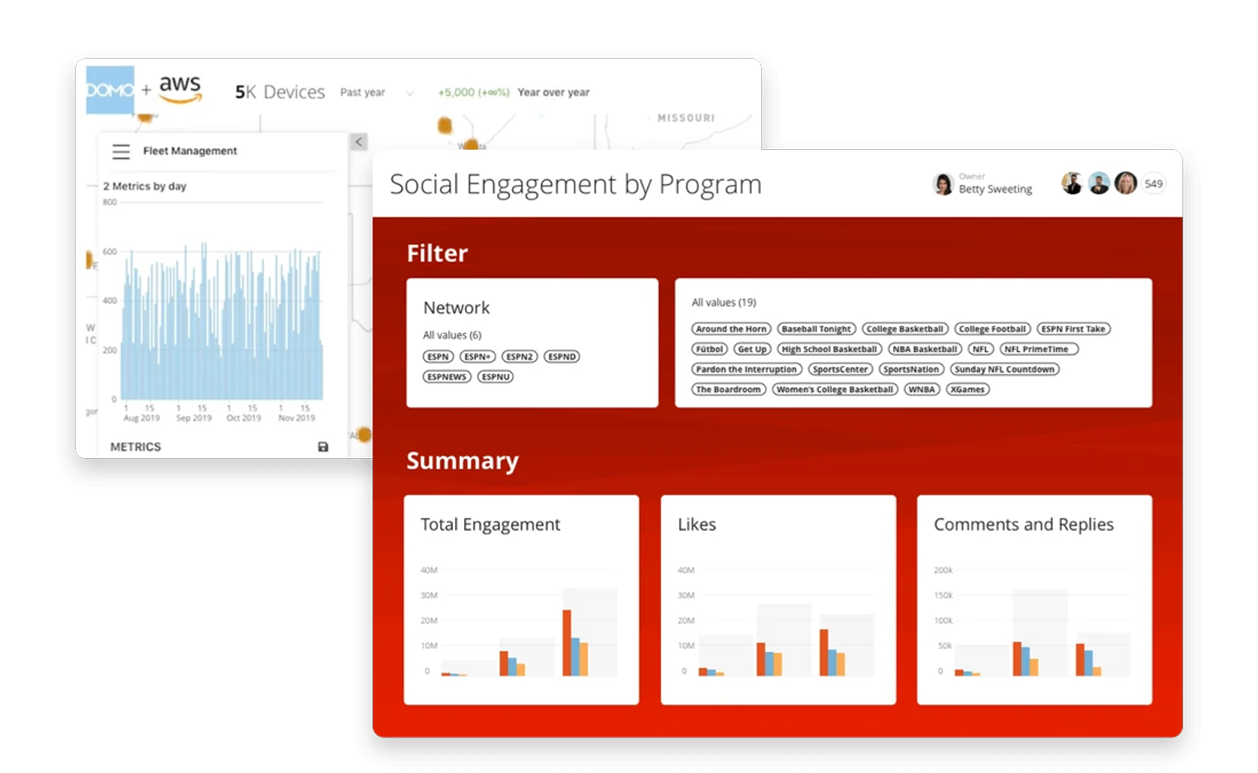 DOMO + aws 5K Devices Past year +5,000 (+∞%) Year over year
MISSOURI
Fleet Management
2 Metrics by day
800
600
400
200
0
1 15 1 15 1 15 1 15
Aug 2019 Sep 2019 Oct 2019 Nov 2019
METRICS
Social Engagement by Program
Owner
Betty Sweeting
549
Filter
Network
All values (6)
ESPN ESPN+ ESPN2 ESPND
ESPNEWS ESPNU
All values (19)
Around the Horn Baseball Tonight College Basketball College Football ESPN First Take
Fútbol Get Up High School Basketball NBA Basketball NFL NFL PrimeTime
Pardon the Interruption SportsCenter SportsNation Sunday NFL Countdown
The Boardroom Women's College Basketball WNBA XGames
Summary
Total Engagement
40M
30M
20M
10M
0
Likes
40M
30M
20M
10M
0
Comments and Replies
200k
150k
100k
50k
0